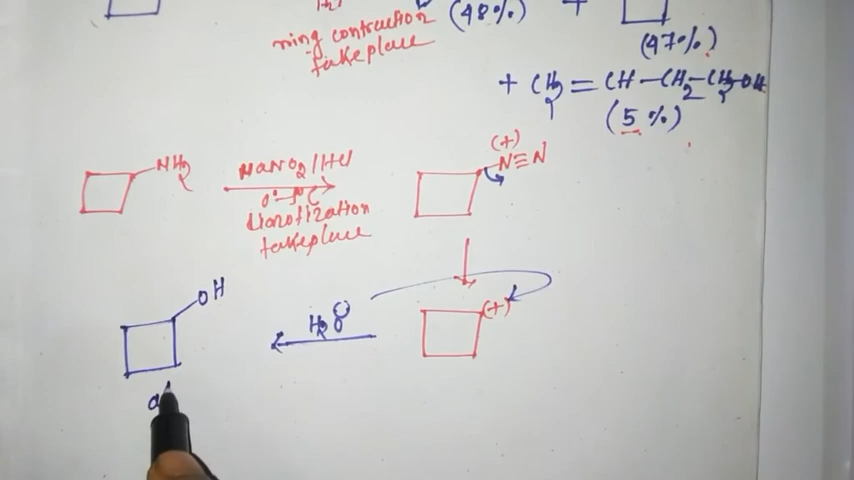 (48%) +
ring contraction
takeplace
(47%)
+ CH2 = CH - CH2 - CH2 - OH
(5%)
NH2
NaNO2/HCl
0°-5°C
diazotization
takeplace
(+)
N≡N
OH
H2O
(+)